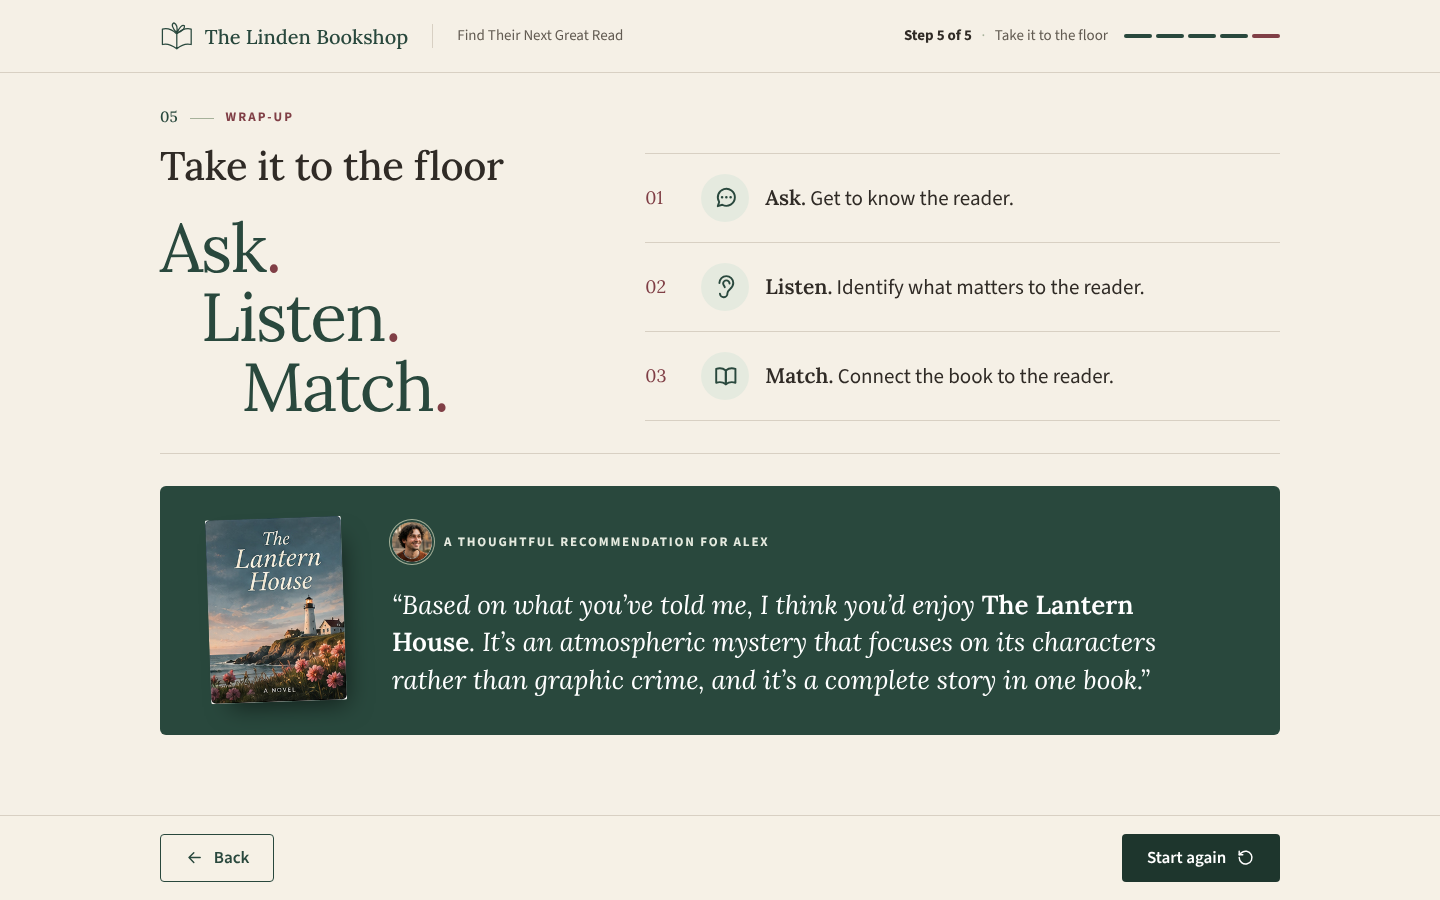 The Linden Bookshop
Find Their Next Great Read
Step 5 of 5 · Take it to the floor
05 — WRAP-UP
Take it to the floor
Ask.
Listen.
Match.
01 Ask. Get to know the reader.
02 Listen. Identify what matters to the reader.
03 Match. Connect the book to the reader.
The
Lantern
House
A NOVEL
A THOUGHTFUL RECOMMENDATION FOR ALEX
“Based on what you’ve told me, I think you’d enjoy The Lantern
House. It’s an atmospheric mystery that focuses on its characters
rather than graphic crime, and it’s a complete story in one book.”
Back
Start again